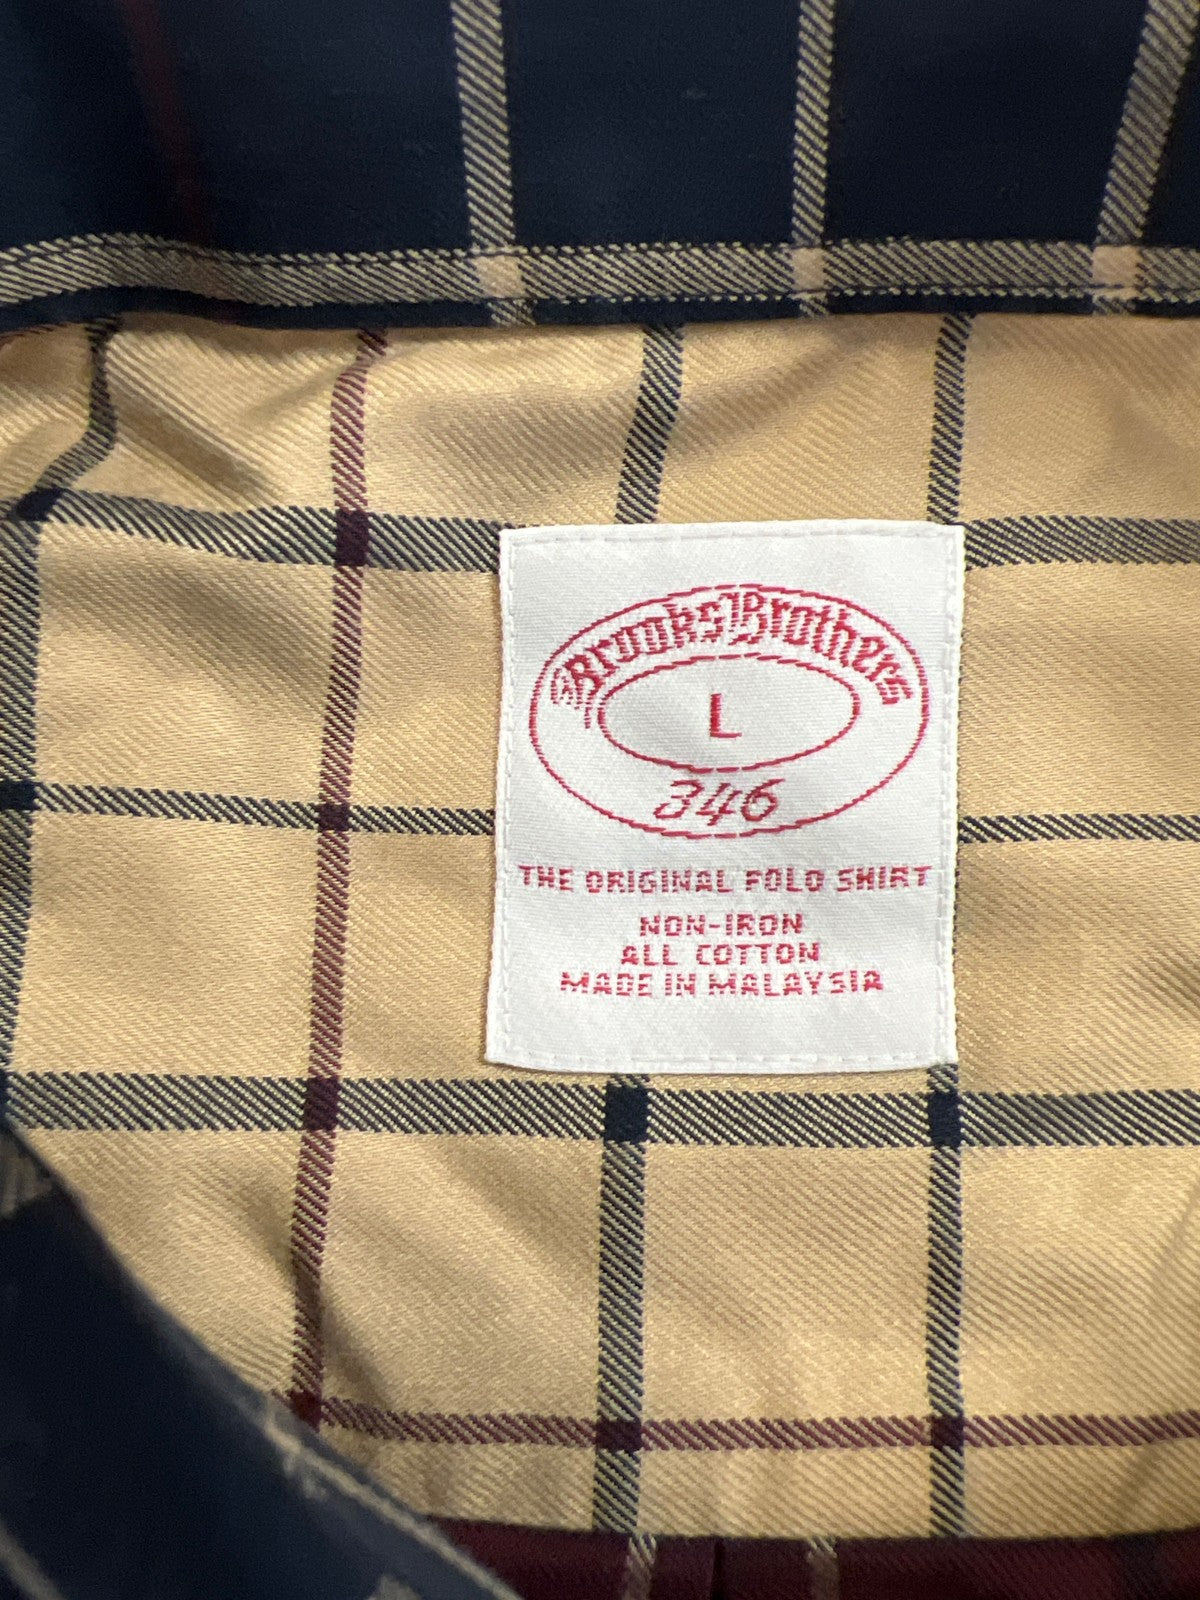 Brooks Brothers
L
346
THE ORIGINAL POLO SHIRT
NON-IRON
ALL COTTON
MADE IN MALAYSIA